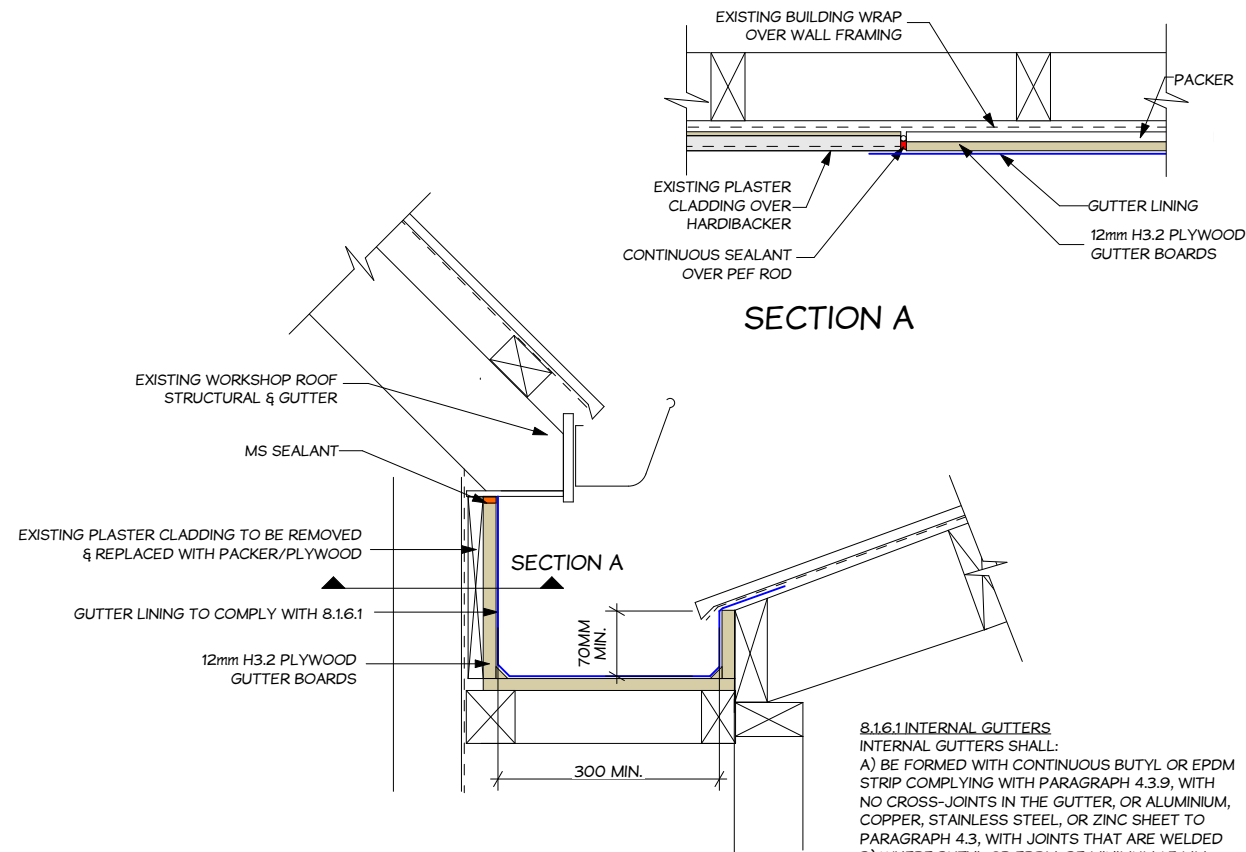 EXISTING BUILDING WRAP
OVER WALL FRAMING
PACKER
EXISTING PLASTER
CLADDING OVER
HARDIBACKER
GUTTER LINING
12mm H3.2 PLYWOOD
GUTTER BOARDS
CONTINUOUS SEALANT
OVER PEF ROD
SECTION A
EXISTING WORKSHOP ROOF
STRUCTURAL & GUTTER
MS SEALANT
EXISTING PLASTER CLADDING TO BE REMOVED
& REPLACED WITH PACKER/PLYWOOD
SECTION A
GUTTER LINING TO COMPLY WITH 8.1.6.1
70MM
MIN.
12mm H3.2 PLYWOOD
GUTTER BOARDS
300 MIN.
8.1.6.1 INTERNAL GUTTERS
INTERNAL GUTTERS SHALL:
A) BE FORMED WITH CONTINUOUS BUTYL OR EPDM
STRIP COMPLYING WITH PARAGRAPH 4.3.9, WITH
NO CROSS-JOINTS IN THE GUTTER, OR ALUMINIUM,
COPPER, STAINLESS STEEL, OR ZINC SHEET TO
PARAGRAPH 4.3, WITH JOINTS THAT ARE WELDED